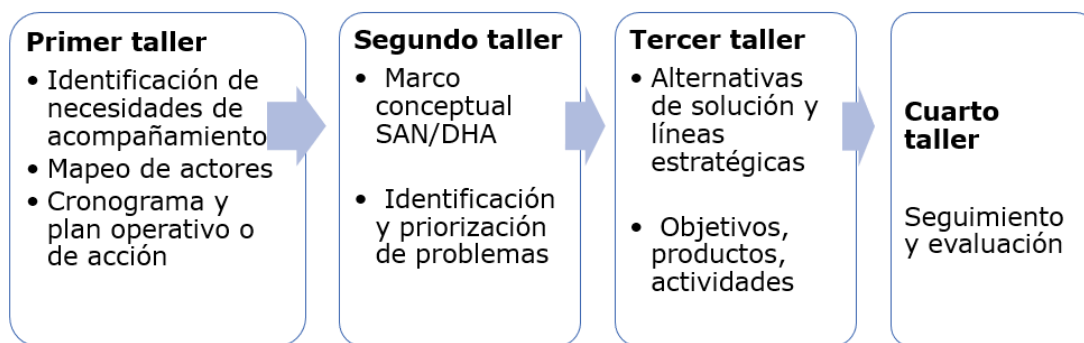 Primer taller
• Identificación de
necesidades de
acompañamiento
• Mapeo de actores
• Cronograma y
plan operativo o
de acción
Segundo taller
• Marco
conceptual
SAN/DHA
• Identificación
y priorización
de problemas
Tercer taller
• Alternativas
de solución y
líneas
estratégicas
• Objetivos,
productos,
actividades
Cuarto
taller
Seguimiento
y evaluación